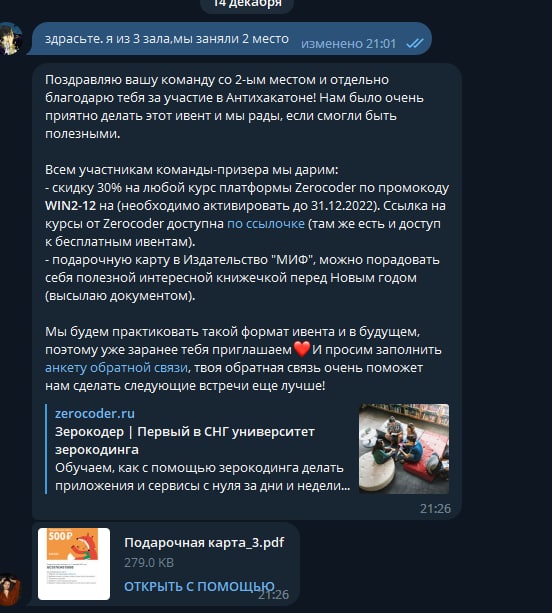 14 декабря
здрасьте. я из 3 зала,мы заняли 2 место
изменено 21:01
Поздравляю вашу команду со 2-ым местом и отдельно
благодарю тебя за участие в Антихакатоне! Нам было очень
приятно делать этот ивент и мы рады, если смогли быть
полезными.
Всем участникам команды-призера мы дарим:
- скидку 30% на любой курс платформы Zerocoder по промокоду
WIN2-12 на (необходимо активировать до 31.12.2022). Ссылка на
курсы от Zerocoder доступна по ссылочке (там же есть и доступ
к бесплатным ивентам).
- подарочную карту в Издательство "МИФ", можно порадовать
себя полезной интересной книжечкой перед Новым годом
(высылаю документом).
Мы будем практиковать такой формат ивента и в будущем,
поэтому уже заранее тебя приглашаем❤️И просим заполнить
анкету обратной связи, твоя обратная связь очень поможет
нам сделать следующие встречи еще лучше!
zerocoder.ru
Зерокодер | Первый в СНГ университет
зерокодинга
Обучаем, как с помощью зерокодинга делать
приложения и сервисы с нуля за дни и недели...
21:26
500₽
Подарочная карта_3.pdf
279.0 KB
ОТКРЫТЬ С ПОМОЩЬЮ
21:26